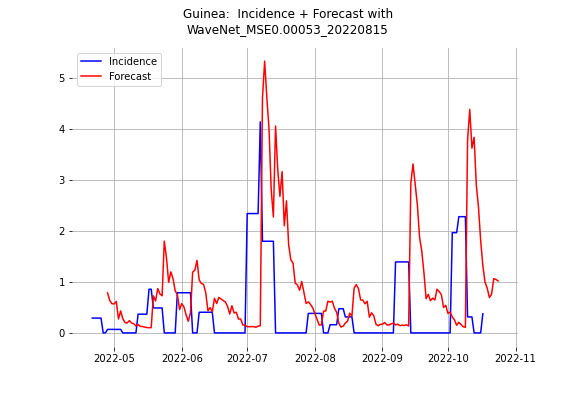 Guinea:  Incidence + Forecast with
WaveNet_MSE0.00053_20220815
Incidence
Forecast
5
4
3
2
1
0
2022-05 2022-06 2022-07 2022-08 2022-09 2022-10 2022-11